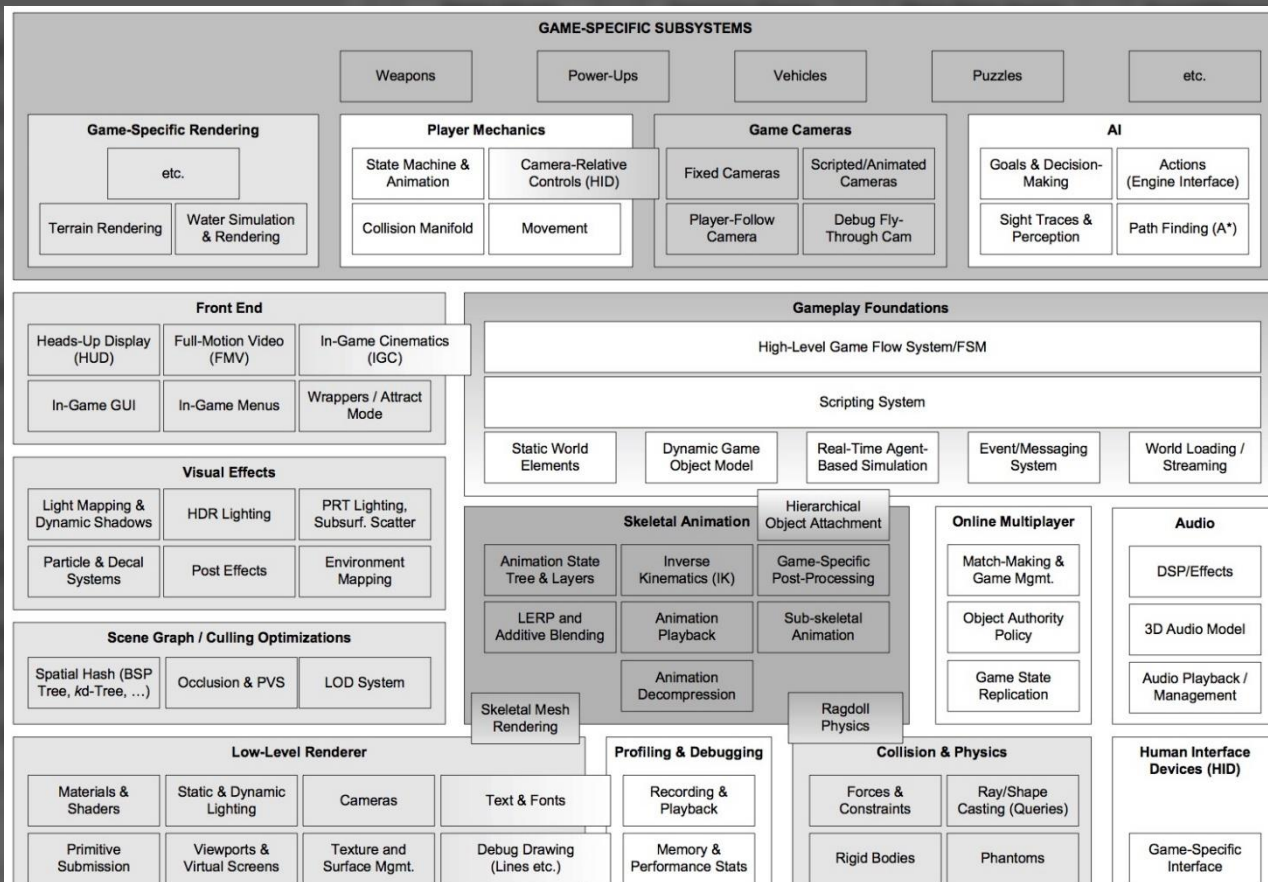 GAME-SPECIFIC SUBSYSTEMS
Weapons
Power-Ups
Vehicles
Puzzles
etc.
Game-Specific Rendering
etc.
Terrain Rendering
Water Simulation
& Rendering
Player Mechanics
State Machine &
Animation
Camera-Relative
Controls (HID)
Collision Manifold
Movement
Game Cameras
Fixed Cameras
Scripted/Animated
Cameras
Player-Follow
Camera
Debug Fly-
Through Cam
AI
Goals & Decision-
Making
Actions
(Engine Interface)
Sight Traces &
Perception
Path Finding (A*)
Front End
Heads-Up Display
(HUD)
Full-Motion Video
(FMV)
In-Game Cinematics
(IGC)
In-Game GUI
In-Game Menus
Wrappers / Attract
Mode
Gameplay Foundations
High-Level Game Flow System/FSM
Scripting System
Static World
Elements
Dynamic Game
Object Model
Real-Time Agent-
Based Simulation
Event/Messaging
System
World Loading /
Streaming
Visual Effects
Light Mapping &
Dynamic Shadows
HDR Lighting
PRT Lighting,
Subsurf. Scatter
Particle & Decal
Systems
Post Effects
Environment
Mapping
Skeletal Animation
Hierarchical
Object Attachment
Animation State
Tree & Layers
Inverse
Kinematics (IK)
Game-Specific
Post-Processing
LERP and
Additive Blending
Animation
Playback
Sub-skeletal
Animation
Animation
Decompression
Skeletal Mesh
Rendering
Ragdoll
Physics
Online Multiplayer
Match-Making &
Game Mgmt.
Object Authority
Policy
Game State
Replication
Audio
DSP/Effects
3D Audio Model
Audio Playback /
Management
Scene Graph / Culling Optimizations
Spatial Hash (BSP
Tree, kd-Tree, …)
Occlusion & PVS
LOD System
Low-Level Renderer
Materials &
Shaders
Static & Dynamic
Lighting
Cameras
Text & Fonts
Primitive
Submission
Viewports &
Virtual Screens
Texture and
Surface Mgmt.
Debug Drawing
(Lines etc.)
Profiling & Debugging
Recording &
Playback
Memory &
Performance Stats
Collision & Physics
Forces &
Constraints
Ray/Shape
Casting (Queries)
Rigid Bodies
Phantoms
Human Interface
Devices (HID)
Game-Specific
Interface